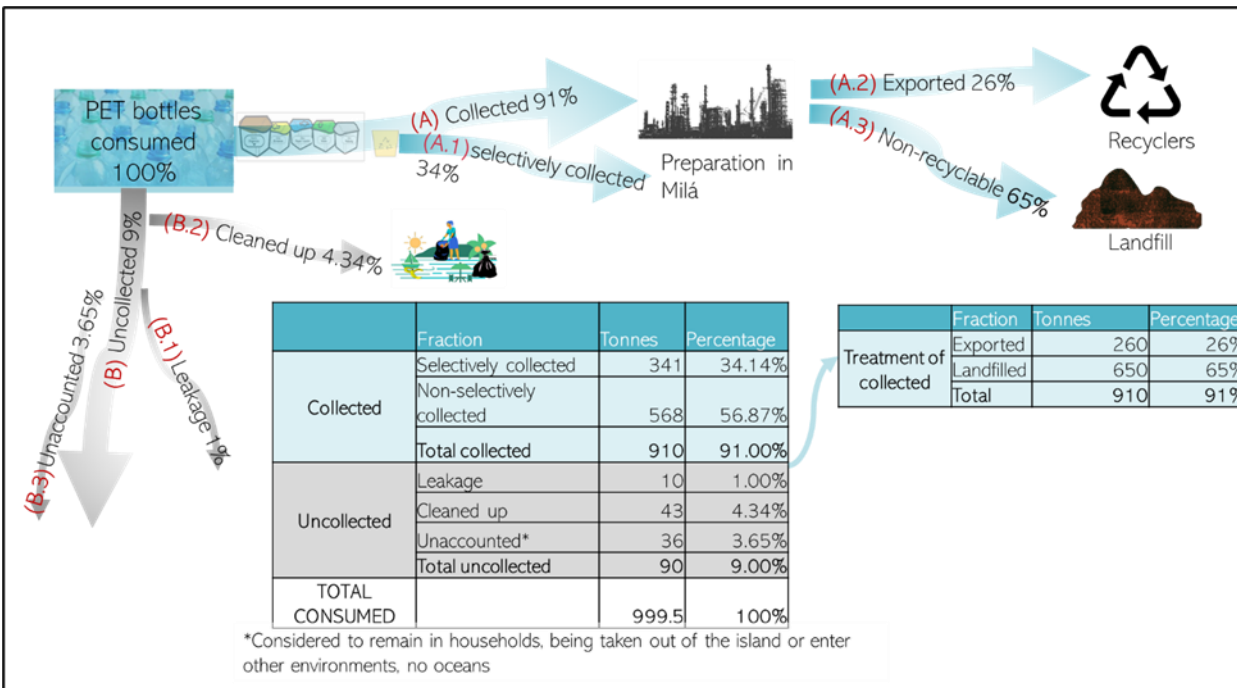 PET bottles
consumed
100%
(A) Collected 91%
(A.1) selectively collected
34%
Preparation in
Milá
(A.2) Exported 26%
(A.3) Non-recyclable 65%
Recyclers
Landfill
(B.2) Cleaned up 4.34%
(B) Uncollected 9%
(B.3) Unaccounted 3.65%
(B.1) Leakage 1%
Fraction Tonnes Percentage
Collected
Selectively collected 341 34.14%
Non-selectively
collected 568 56.87%
Total collected 910 91.00%
Uncollected
Leakage 10 1.00%
Cleaned up 43 4.34%
Unaccounted* 36 3.65%
Total uncollected 90 9.00%
TOTAL
CONSUMED 999.5 100%
*Considered to remain in households, being taken out of the island or enter
other environments, no oceans
Fraction Tonnes Percentage
Treatment of
collected
Exported 260 26%
Landfilled 650 65%
Total 910 91%